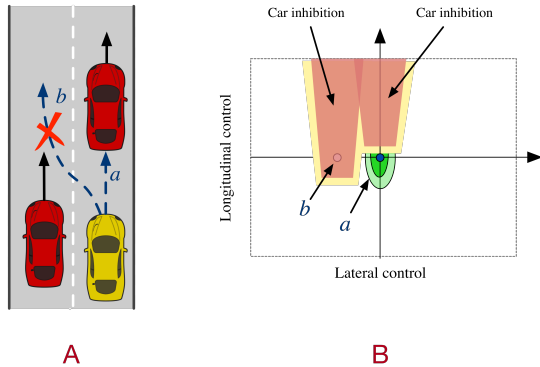 b
a
A
Car inhibition
Car inhibition
Longitudinal control
b
a
Lateral control
B